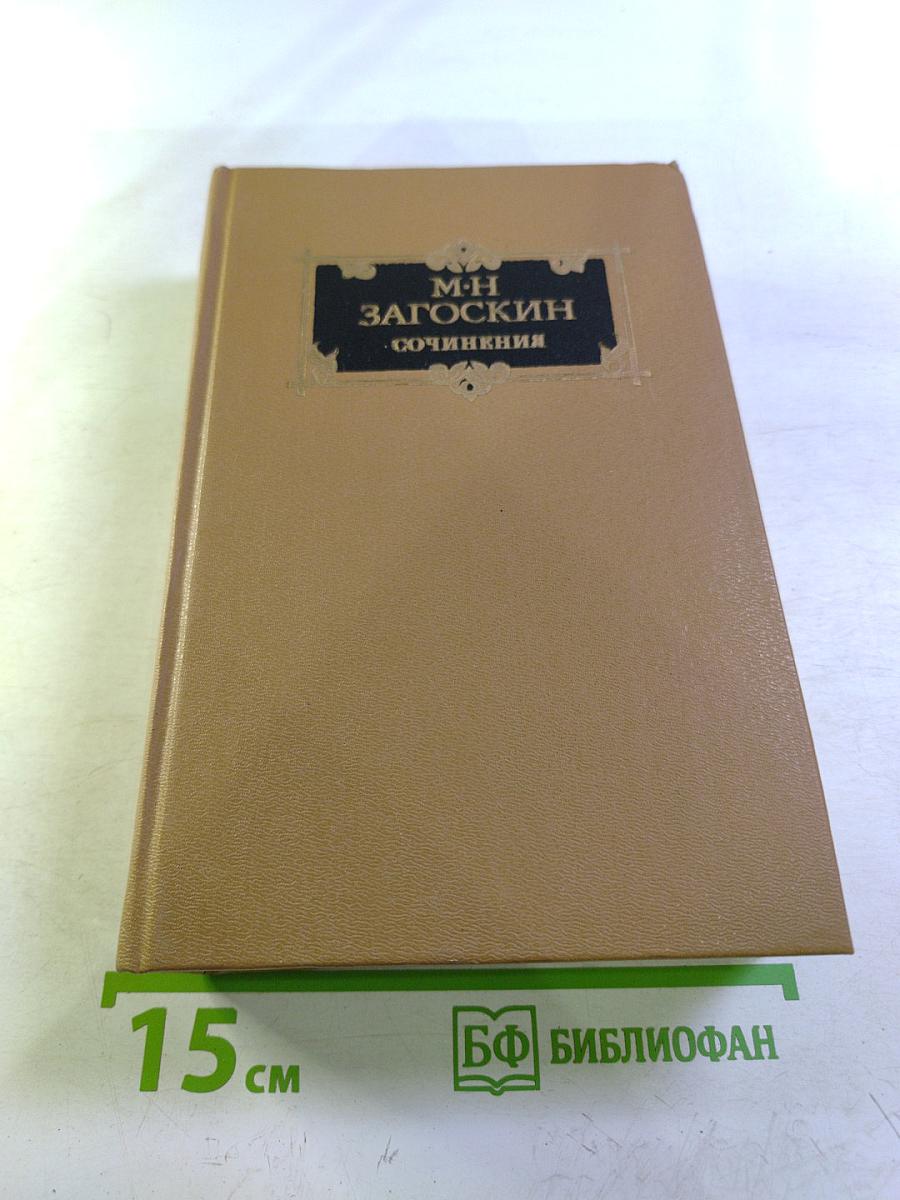 М·Н
ЗАГОСКИН
СОЧИНЕНИЯ
15 см
БФ БИБЛИОФАН